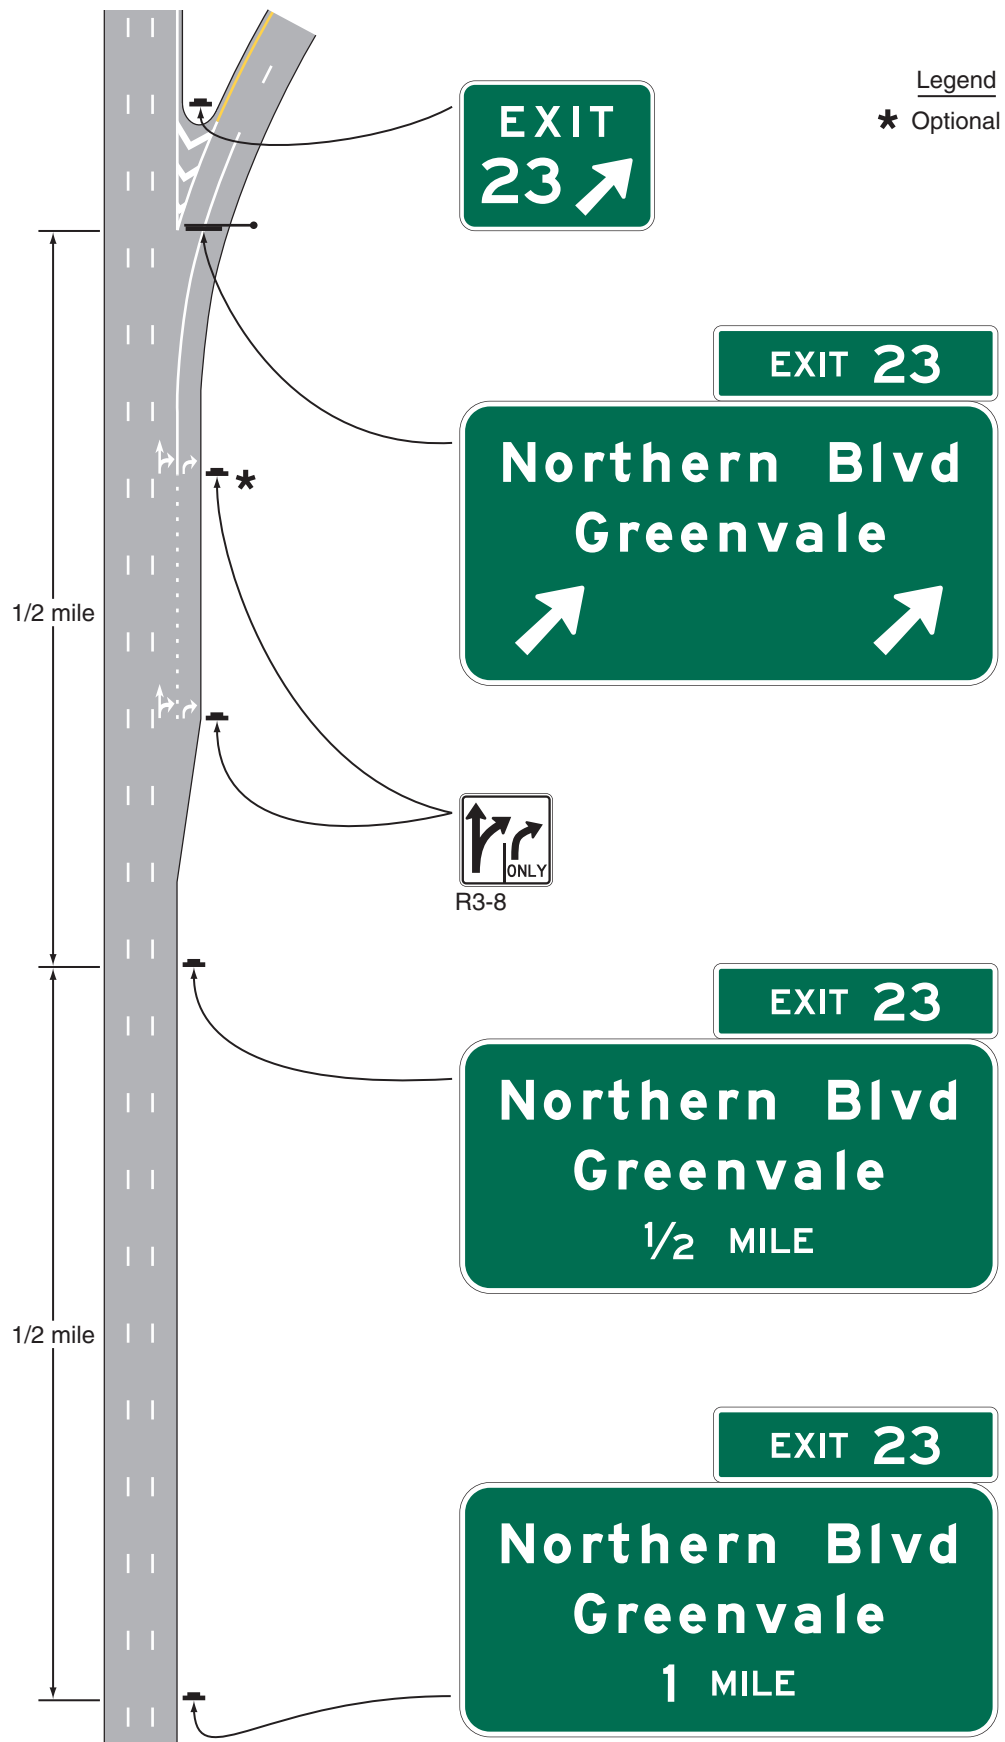 Legend
* Optional
EXIT
23
EXIT 23
Northern Blvd
Greenvale
*
1/2 mile
ONLY
R3-8
EXIT 23
Northern Blvd
Greenvale
1/2 MILE
1/2 mile
EXIT 23
Northern Blvd
Greenvale
1 MILE